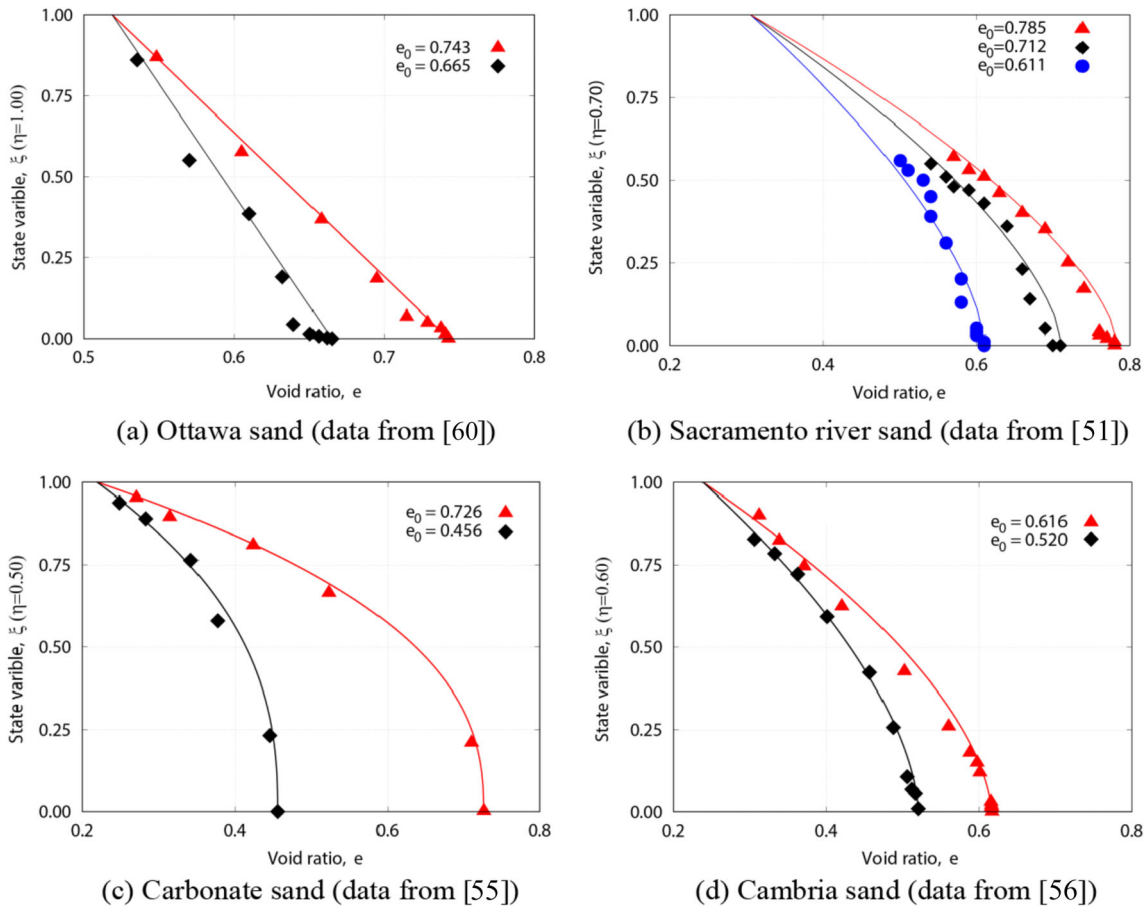 1.00
0.75
0.50
0.25
0.00
State varible, ξ (η=1.00)
e0 = 0.743
e0 = 0.665
0.5
0.6
0.7
0.8
Void ratio, e
(a) Ottawa sand (data from [60])
1.00
0.75
0.50
0.25
0.00
State variable, ξ (η=0.70)
e0=0.785
e0=0.712
e0=0.611
0.4
0.6
0.8
Void ratio, e
(b) Sacramento river sand (data from [51])
1.00
0.75
0.50
0.25
0.00
State varible, ξ (η=0.50)
e0 = 0.726
e0 = 0.456
0.2
0.4
0.6
0.8
Void ratio, e
(c) Carbonate sand (data from [55])
1.00
0.75
0.50
0.25
0.00
State varible, ξ (η=0.60)
e0 = 0.616
e0 = 0.520
0.2
0.4
0.6
0.8
Void ratio, e
(d) Cambria sand (data from [56])